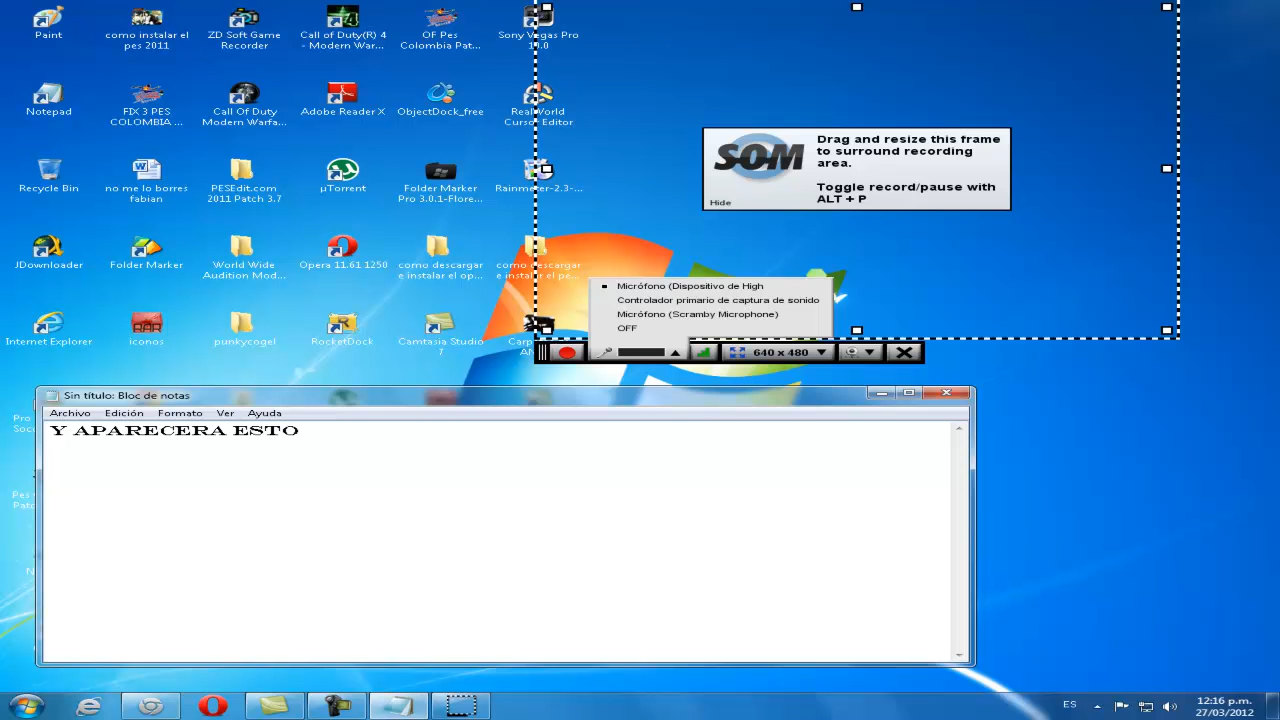 Paint
como instalar el
pes 2011
ZD Soft Game
Recorder
Call of Duty(R) 4
- Modern War...
OF Pes
Colombia Pat...
Sony Vegas Pro
Notepad
FIX 3 PES
COLOMBIA ...
Call Of Duty
Modern Warfa...
Adobe Reader X
ObjectDock_free
Real World
Cursor Editor
Recycle Bin
no me lo borres
fabian
PESEdit.com
2011 Patch 3.7
µTorrent
Folder Marker
Pro 3.0.1-Flore...
Rainmeter-2.3-...
JDownloader
Folder Marker
World Wide
Audition Mod...
Opera 11.61 1250
como descargar
e instalar el op...
como descargar
e instalar el pe...
Internet Explorer
iconos
punkycogel
RocketDock
Camtasia Studio
7
SOM
Drag and resize this frame
to surround recording
area.
Toggle record/pause with
ALT + P
Hide
Micrófono (Dispositivo de High
Controlador primario de captura de sonido
Micrófono (Scramby Microphone)
OFF
640 x 480
Sin título: Bloc de notas
Archivo Edición Formato Ver Ayuda
Y APARECERA ESTO
ES
12:16 p.m.
27/03/2012